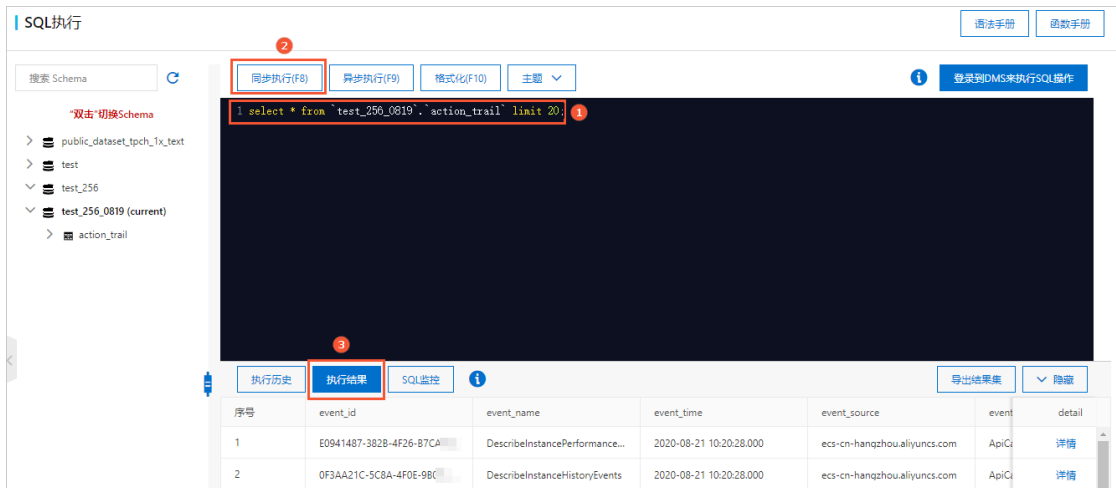 SQL执行
语法手册 函数手册
2
搜索 Schema
同步执行(F8) 异步执行(F9) 格式化(F10) 主题
登录到DMS来执行SQL操作
"双击"切换Schema
1 select * from `test_256_0819`.`action_trail` limit 20;
1
public_dataset_tpch_1x_text
test
test_256
test_256_0819 (current)
action_trail
3
执行历史 执行结果 SQL监控
导出结果集 隐藏
序号 event_id event_name event_time event_source event detail
1 E0941487-382B-4F26-B7CA DescribeInstancePerformance... 2020-08-21 10:20:28.000 ecs-cn-hangzhou.aliyuncs.com ApiCa 详情
2 0F3AA21C-5C8A-4F0E-9B0 DescribeInstanceHistoryEvents 2020-08-21 10:20:28.000 ecs-cn-hangzhou.aliyuncs.com ApiCa 详情